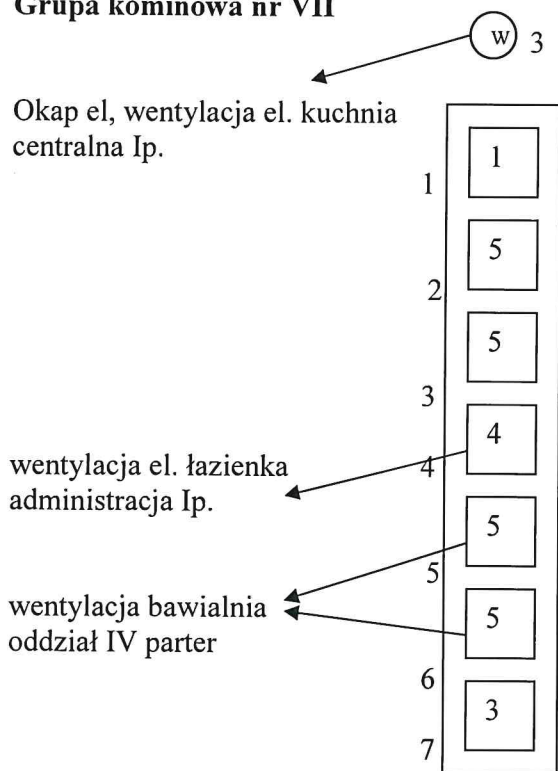 Grupa kominowa nr VII
w 3
Okap el, wentylacja el. kuchnia
centralna Ip.
1
1
5
2
5
3
4
wentylacja el. łazienka
4
administracja Ip.
5
5
wentylacja bawialnia
5
oddział IV parter
6
3
7